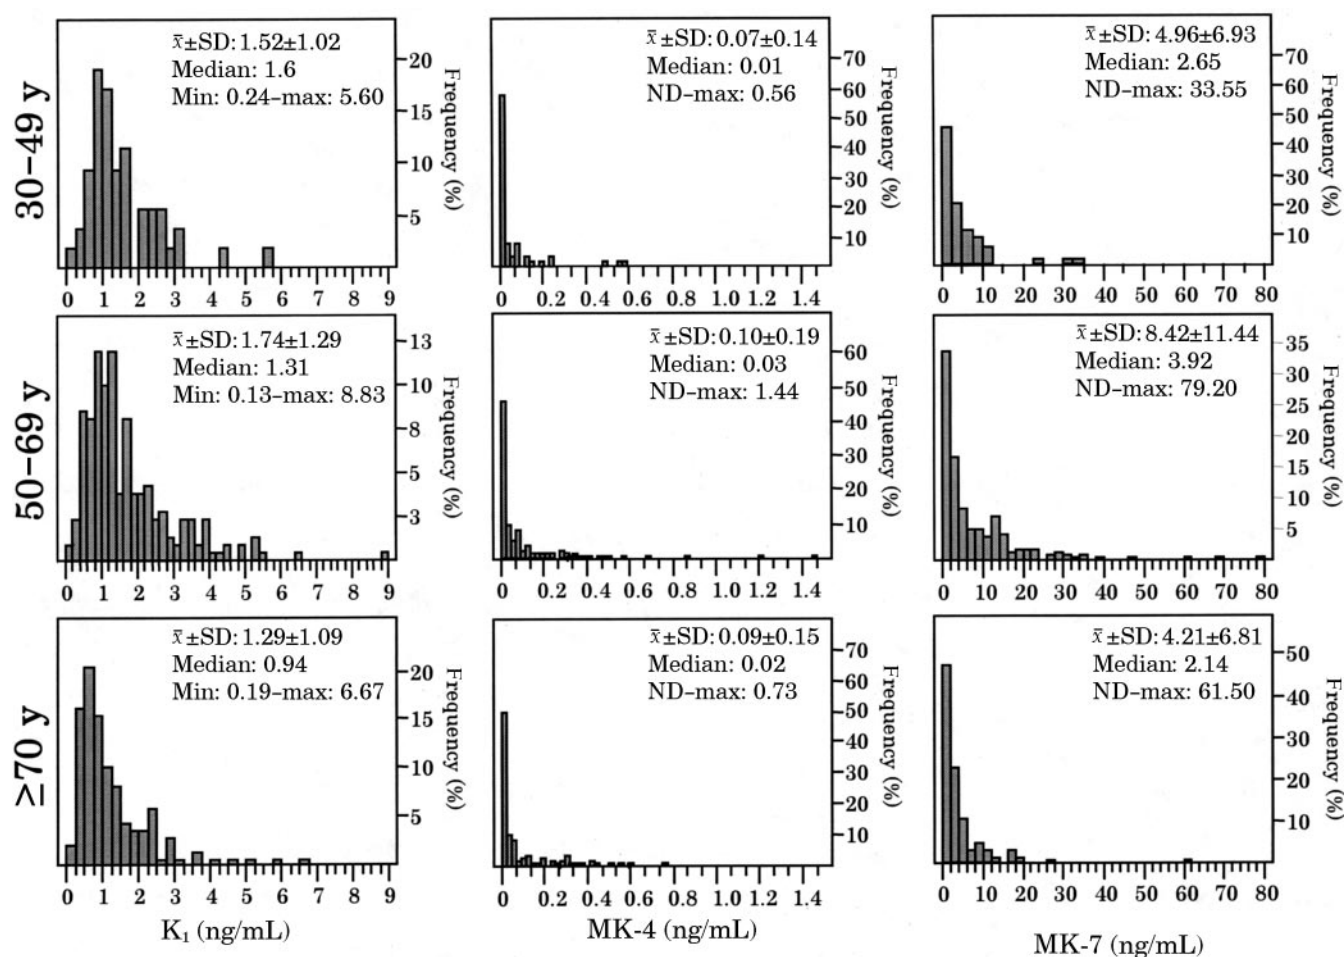 30–49 y
x̄±SD: 1.52±1.02
Median: 1.6
Min: 0.24–max: 5.60
20
15
10
5
Frequency (%)
0 1 2 3 4 5 6 7 8 9
x̄±SD: 0.07±0.14
Median: 0.01
ND–max: 0.56
70
60
50
40
30
20
10
Frequency (%)
0 0.2 0.4 0.6 0.8 1.0 1.2 1.4
x̄±SD: 4.96±6.93
Median: 2.65
ND–max: 33.55
70
60
50
40
30
20
10
Frequency (%)
0 10 20 30 40 50 60 70 80
50–69 y
x̄±SD: 1.74±1.29
Median: 1.31
Min: 0.13–max: 8.83
13
10
8
5
3
Frequency (%)
0 1 2 3 4 5 6 7 8 9
x̄±SD: 0.10±0.19
Median: 0.03
ND–max: 1.44
60
50
40
30
20
10
Frequency (%)
0 0.2 0.4 0.6 0.8 1.0 1.2 1.4
x̄±SD: 8.42±11.44
Median: 3.92
ND–max: 79.20
35
30
25
20
15
10
5
Frequency (%)
0 10 20 30 40 50 60 70 80
≥70 y
x̄±SD: 1.29±1.09
Median: 0.94
Min: 0.19–max: 6.67
20
15
10
5
Frequency (%)
0 1 2 3 4 5 6 7 8 9
K₁ (ng/mL)
x̄±SD: 0.09±0.15
Median: 0.02
ND–max: 0.73
70
60
50
40
30
20
10
Frequency (%)
0 0.2 0.4 0.6 0.8 1.0 1.2 1.4
MK-4 (ng/mL)
x̄±SD: 4.21±6.81
Median: 2.14
ND–max: 61.50
50
40
30
20
10
Frequency (%)
0 10 20 30 40 50 60 70 80
MK-7 (ng/mL)